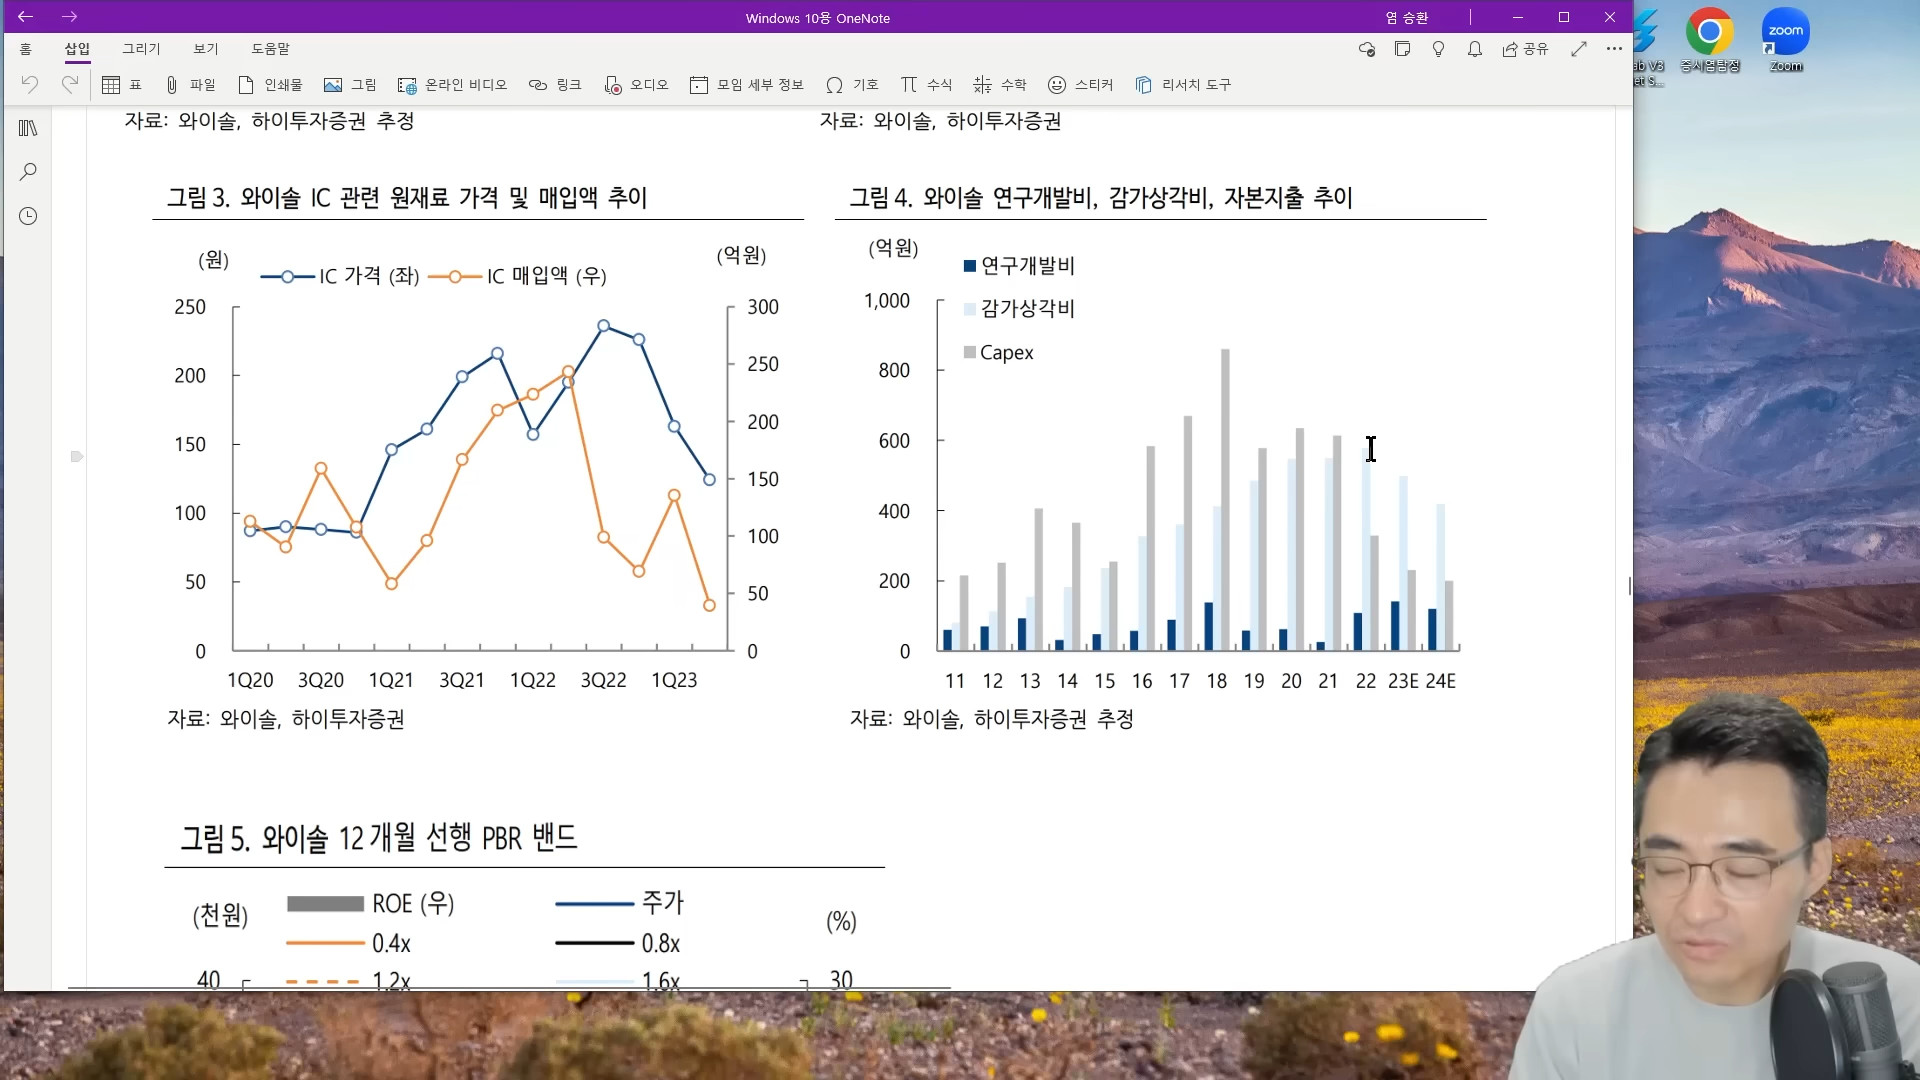 Windows 10용 OneNote
염 승환
홈 삽입 그리기 보기 도움말
공유
표 파일 인쇄물 그림 온라인 비디오 링크 오디오 모임 세부 정보 기호 수식 수학 스티커 리서치 도구
zoom
ab V3
et S...
증시염탐정
Zoom
자료: 와이솔, 하이투자증권 추정
자료: 와이솔, 하이투자증권
그림 3. 와이솔 IC 관련 원재료 가격 및 매입액 추이
(원)
(억원)
IC 가격 (좌) IC 매입액 (우)
250 300
250
200
200
150
150
100
100
50
50
0 0
1Q20 3Q20 1Q21 3Q21 1Q22 3Q22 1Q23
자료: 와이솔, 하이투자증권
그림 4. 와이솔 연구개발비, 감가상각비, 자본지출 추이
(억원)
연구개발비
감가상각비
Capex
1,000
800
600
400
200
0
11 12 13 14 15 16 17 18 19 20 21 22 23E 24E
자료: 와이솔, 하이투자증권 추정
그림 5. 와이솔 12개월 선행 PBR 밴드
(천원)
(%)
ROE (우) 주가
0.4x 0.8x
1.2x 1.6x
40 30